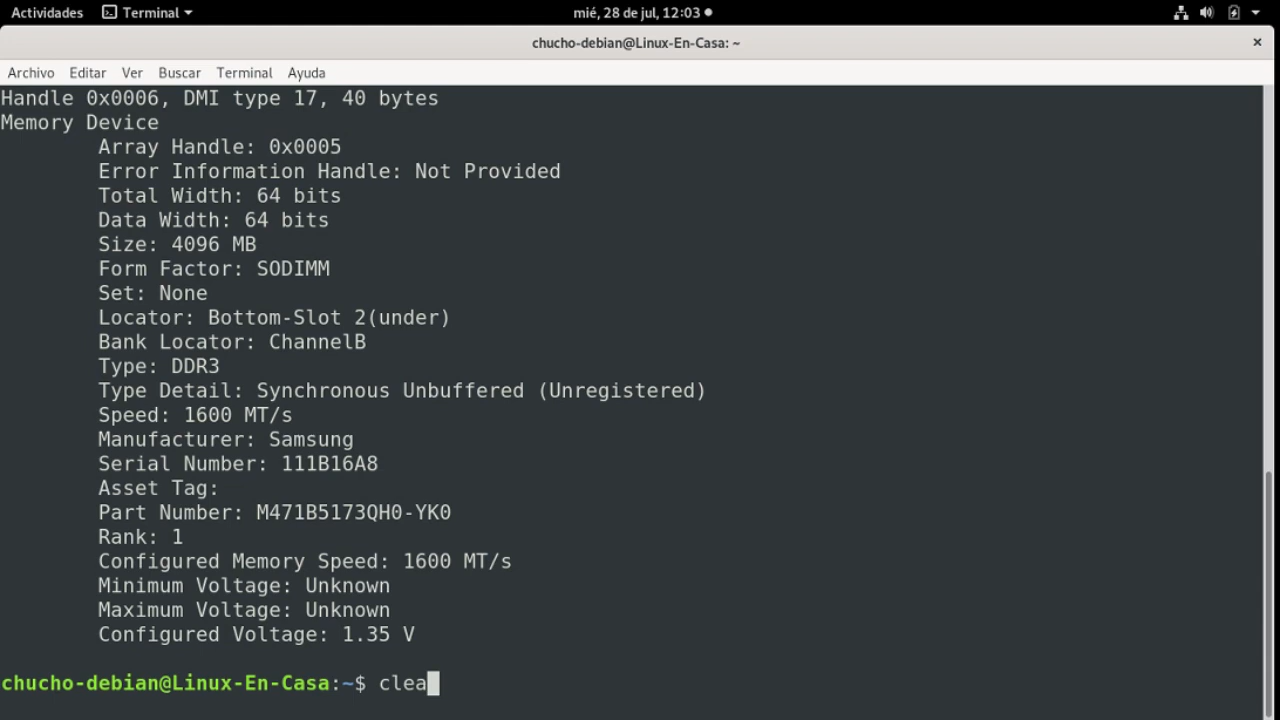 Actividades Terminal mié, 28 de jul, 12:03
chucho-debian@Linux-En-Casa: ~ ×
Archivo Editar Ver Buscar Terminal Ayuda
Handle 0x0006, DMI type 17, 40 bytes
Memory Device
Array Handle: 0x0005
Error Information Handle: Not Provided
Total Width: 64 bits
Data Width: 64 bits
Size: 4096 MB
Form Factor: SODIMM
Set: None
Locator: Bottom-Slot 2(under)
Bank Locator: ChannelB
Type: DDR3
Type Detail: Synchronous Unbuffered (Unregistered)
Speed: 1600 MT/s
Manufacturer: Samsung
Serial Number: 111B16A8
Asset Tag:
Part Number: M471B5173QH0-YK0
Rank: 1
Configured Memory Speed: 1600 MT/s
Minimum Voltage: Unknown
Maximum Voltage: Unknown
Configured Voltage: 1.35 V
chucho-debian@Linux-En-Casa:~$ clea